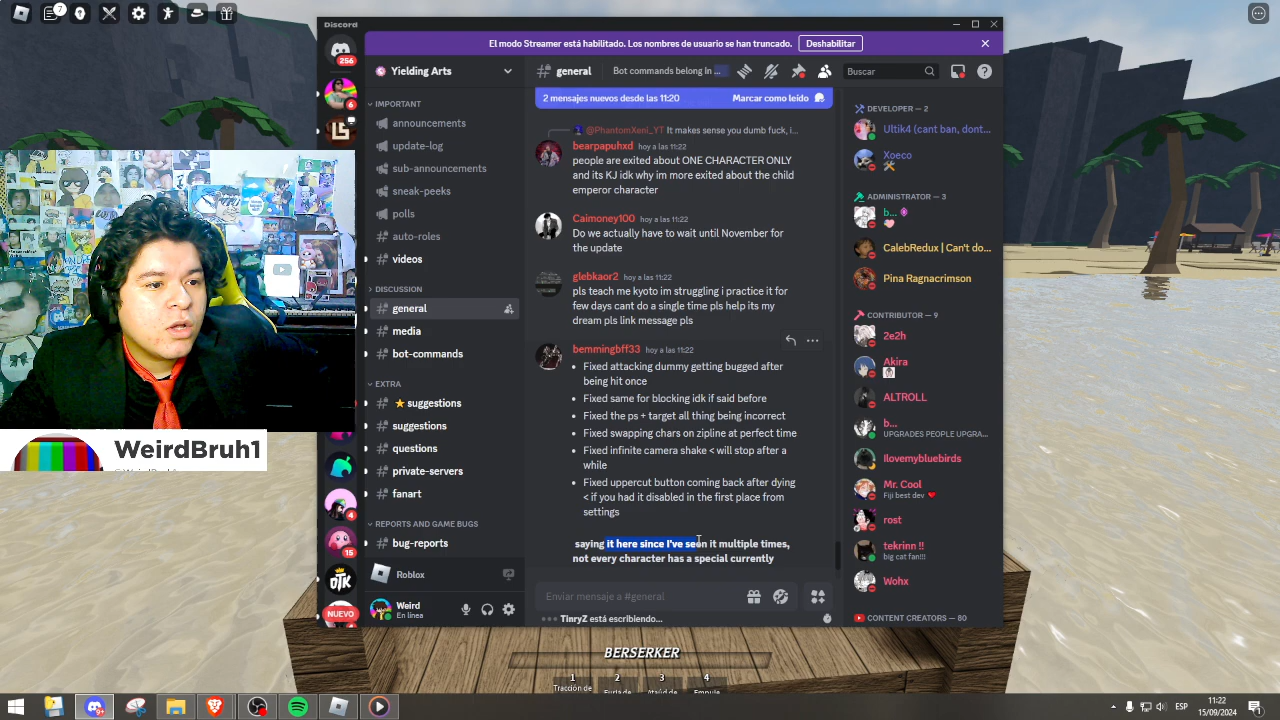 7
Discord
El modo Streamer está habilitado. Los nombres de usuario se han truncado.
Deshabilitar
256
6
4
15
NUEVO
Yielding Arts
IMPORTANT
announcements
update-log
sub-announcements
sneak-peeks
polls
auto-roles
videos
DISCUSSION
general
media
bot-commands
EXTRA
suggestions
suggestions
questions
private-servers
fanart
REPORTS AND GAME BUGS
bug-reports
Roblox
Weird
En línea
general
Bot commands belong in ...
Buscar
2 mensajes nuevos desde las 11:20
Marcar como leído
@PhantomXeni_YT It makes sense you dumb fuck, i...
bearpapuhxd hoy a las 11:22
people are exited about ONE CHARACTER ONLY
and its KJ idk why im more exited about the child
emperor character
Caimoney100 hoy a las 11:22
Do we actually have to wait until November for
the update
glebkaor2 hoy a las 11:22
pls teach me kyoto im struggling i practice it for
few days cant do a single time pls help its my
dream pls link message pls
bemmingbff33 hoy a las 11:22
• Fixed attacking dummy getting bugged after
being hit once
• Fixed same for blocking idk if said before
• Fixed the ps + target all thing being incorrect
• Fixed swapping chars on zipline at perfect time
• Fixed infinite camera shake < will stop after a
while
• Fixed uppercut button coming back after dying
< if you had it disabled in the first place from
settings
saying it here since I've seen it multiple times,
not every character has a special currently
Enviar mensaje a #general
TinryZ está escribiendo...
DEVELOPER — 2
Ultik4 (cant ban, dont...
Xoeco
ADMINISTRATOR — 3
b...
CalebRedux | Can't do...
Pina Ragnacrimson
CONTRIBUTOR — 9
2e2h
Akira
ALTROLL
b...
UPGRADES PEOPLE UPGRA...
Ilovemybluebirds
Mr. Cool
Fiji best dev
rost
tekrinn !!
big cat fan!!!
Wohx
CONTENT CREATORS — 80
WeirdBruh1
BERSERKER
1
Tracción de
2
Furia de
3
Ataúd de
4
Empuje
ESP
11:22
15/09/2024